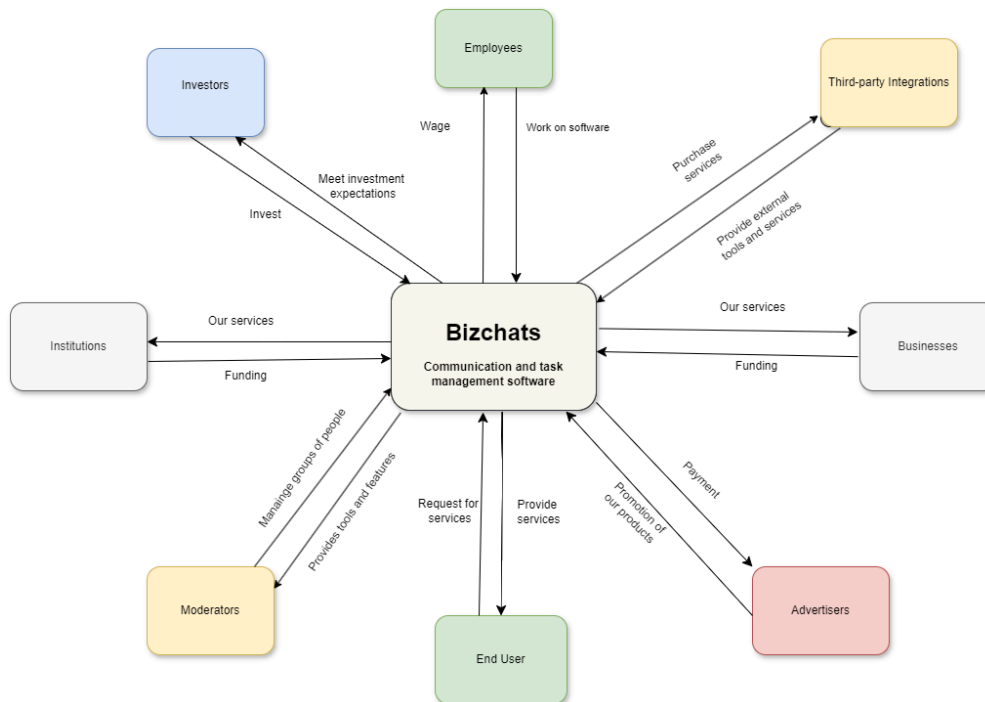 Employees
Investors
Third-party Integrations
Wage
Work on software
Purchase
services
Meet investment
expectations
Invest
Provide external
tools and services
Bizchats
Communication and task
management software
Institutions
Our services
Funding
Our services
Funding
Businesses
Manainge groups of people
Provides tools and features
Request for
services
Provide
services
Payment
Promotion of
our products
Moderators
End User
Advertisers